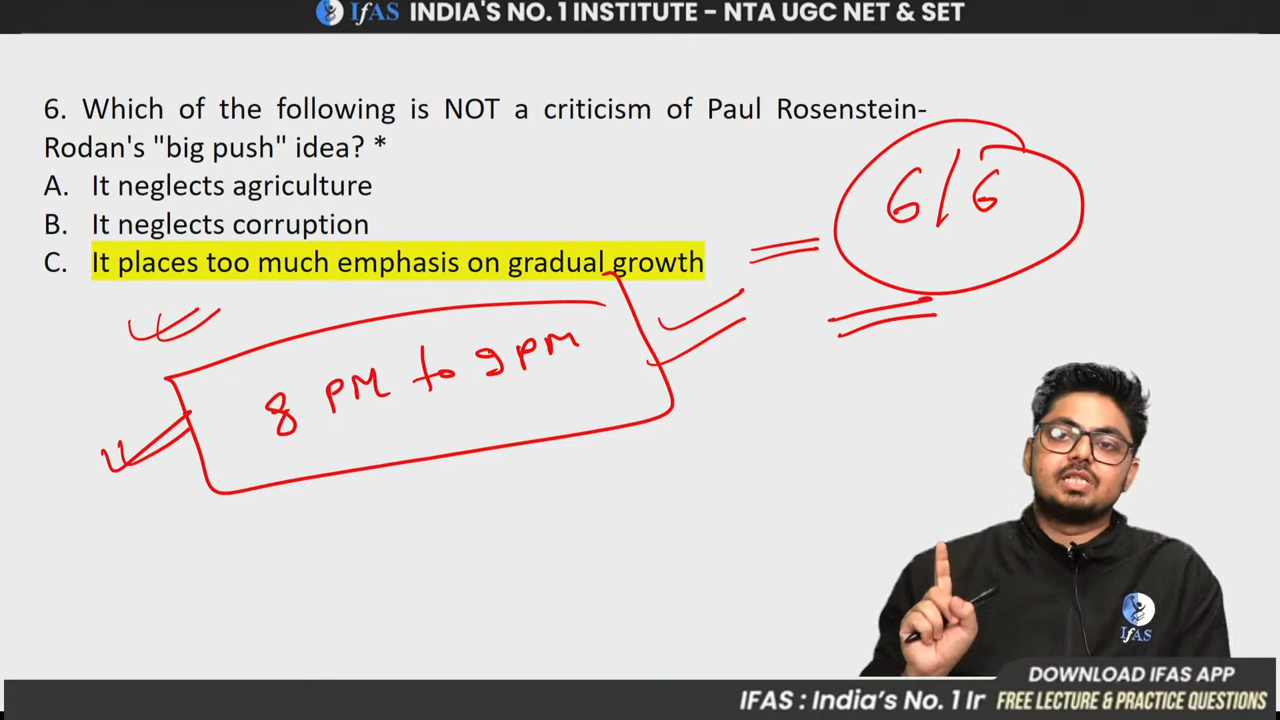 IfAS INDIA'S NO. 1 INSTITUTE – NTA UGC NET & SET
6. Which of the following is NOT a criticism of Paul Rosenstein-
Rodan's "big push" idea? *
A. It neglects agriculture
B. It neglects corruption
C. It places too much emphasis on gradual growth
6/6
8 PM to 9 PM
IfAS
DOWNLOAD IFAS APP
IFAS : India's No. 1 Ir FREE LECTURE & PRACTICE QUESTIONS